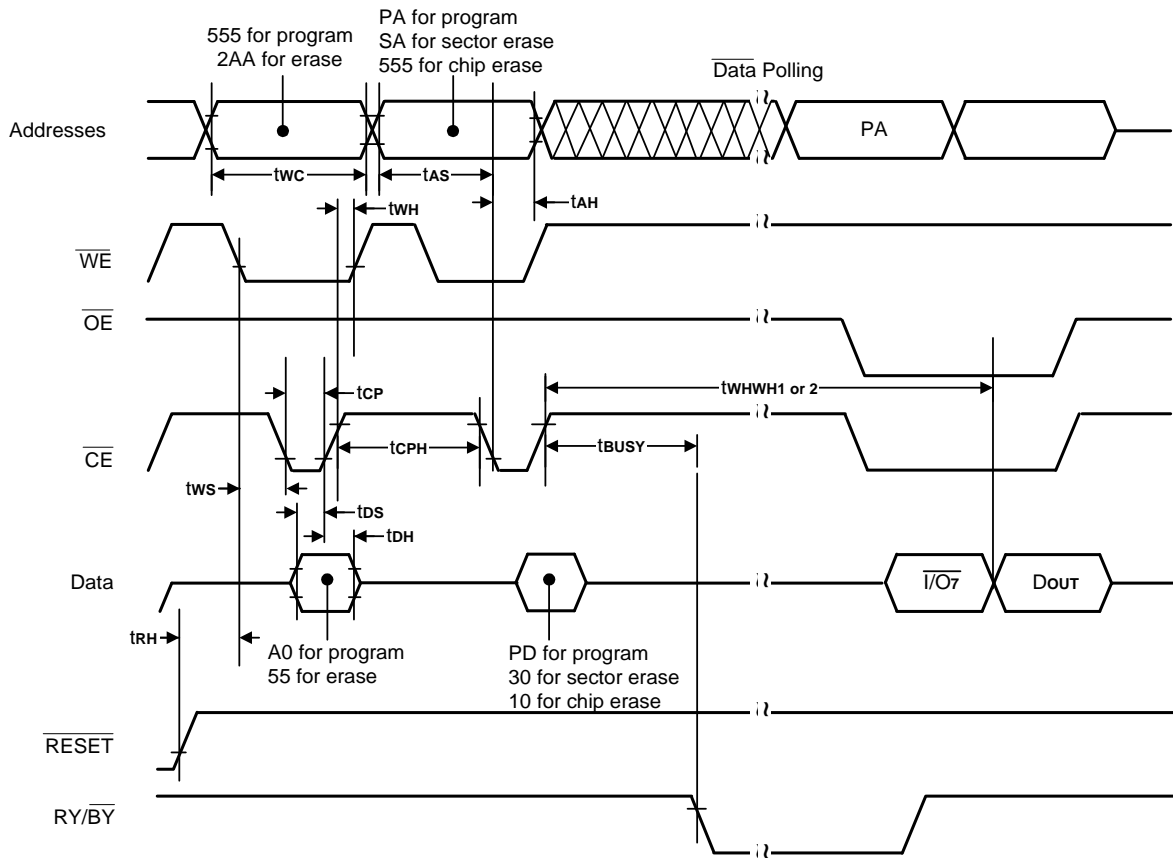 555 for program
2AA for erase
PA for program
SA for sector erase
555 for chip erase
Data Polling
Addresses
PA
tWC
tAS
tWH
tAH
WE
OE
tCP
tWHWH1 or 2
tCPH
tBUSY
CE
tWS
tDS
tDH
Data
I/O7
DOUT
tRH
A0 for program
55 for erase
PD for program
30 for sector erase
10 for chip erase
RESET
RY/BY